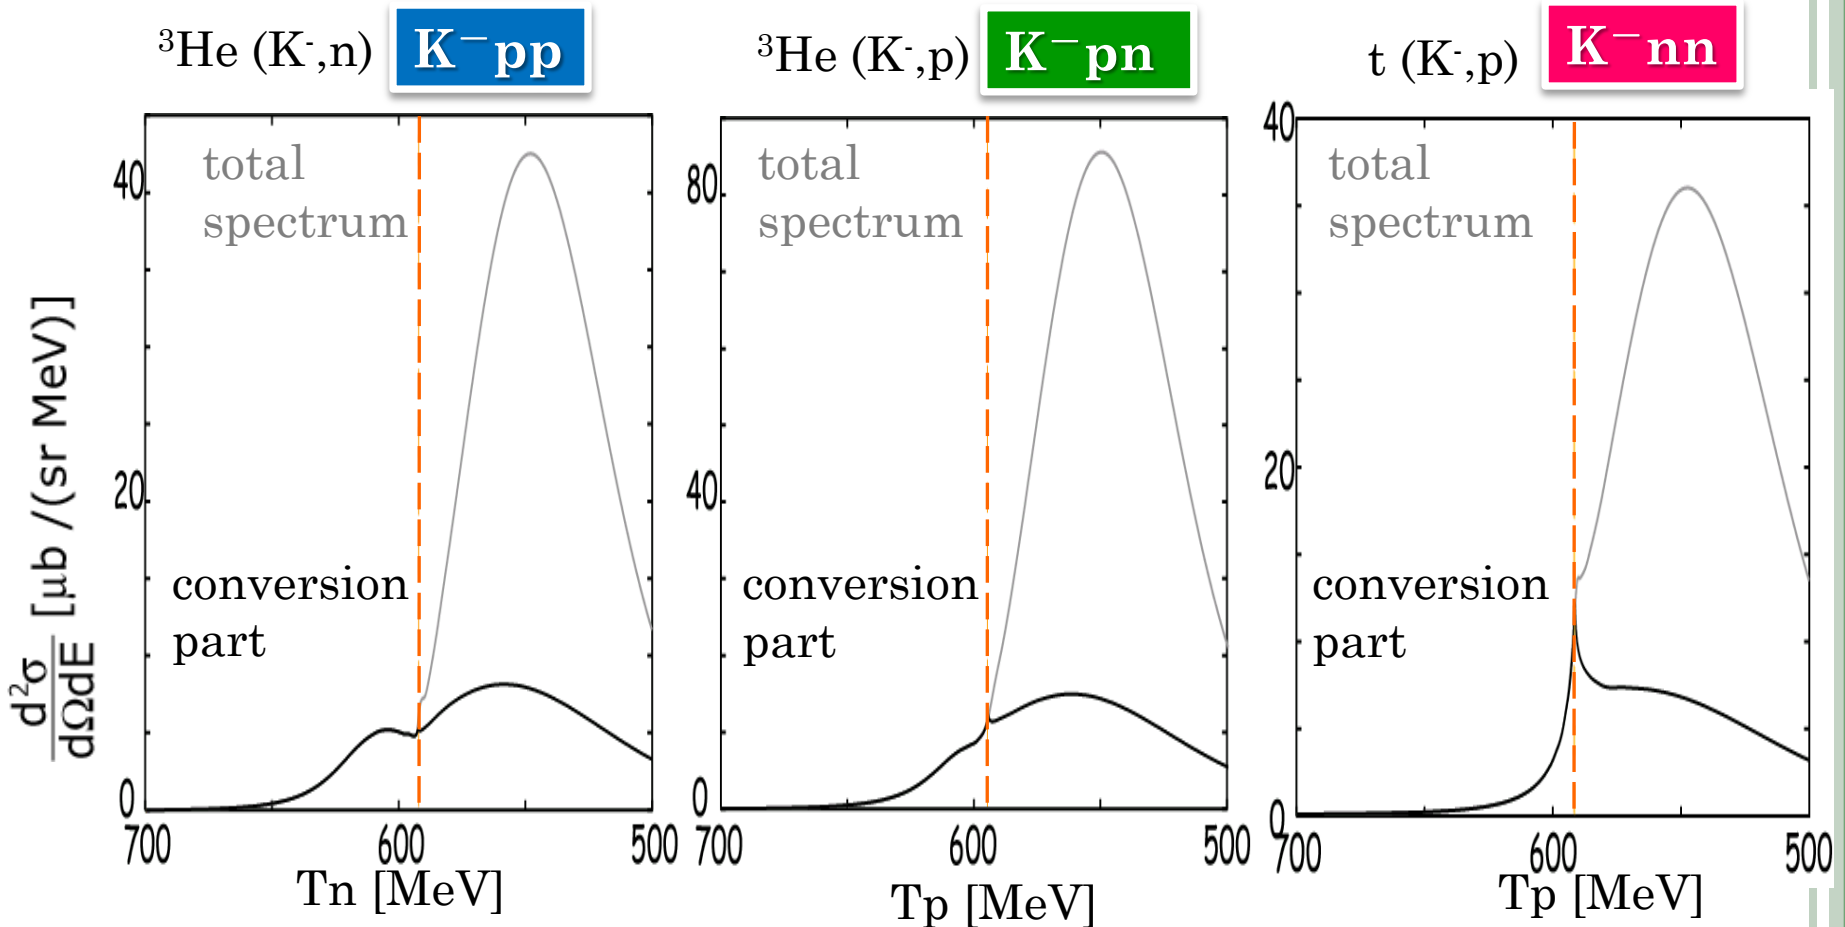 ³He (K⁻,n) K⁻pp
40
20
0
total
spectrum
conversion
part
700 600 500
Tn [MeV]
d²σ
dΩdE
[μb /(sr MeV)]
³He (K⁻,p) K⁻pn
80
40
0
total
spectrum
conversion
part
700 600 500
Tp [MeV]
t (K⁻,p) K⁻nn
40
20
0
total
spectrum
conversion
part
700 600 500
Tp [MeV]